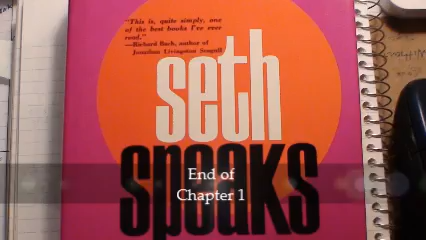 "This is, quite simply, one
of the best books I've ever
read."
—Richard Bach, author of
Jonathan Livingston Seagull
seth
speaks
End of
Chapter 1